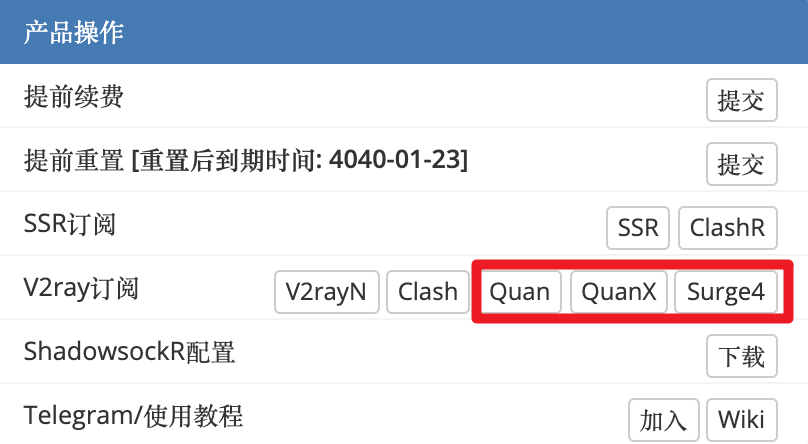 产品操作
提前续费 提交
提前重置 [重置后到期时间: 4040-01-23] 提交
SSR订阅 SSR ClashR
V2ray订阅 V2rayN Clash Quan QuanX Surge4
ShadowsockR配置 下载
Telegram/使用教程 加入 Wiki